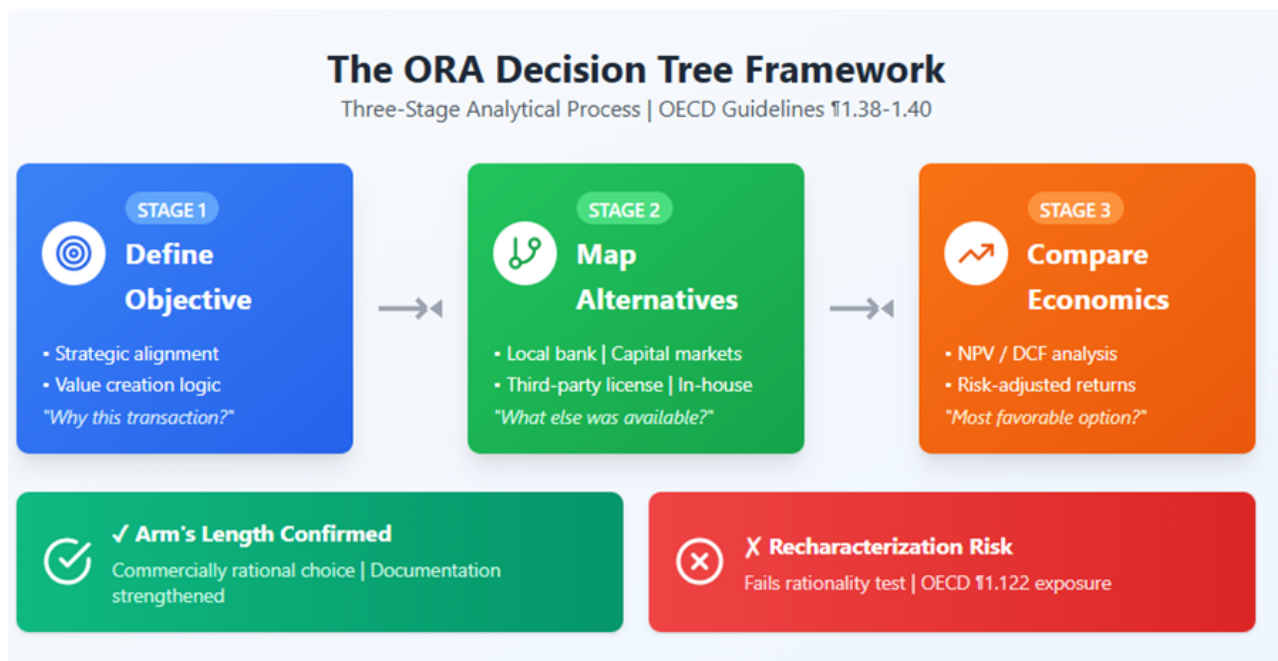 The ORA Decision Tree Framework
Three-Stage Analytical Process | OECD Guidelines ¶1.38-1.40
STAGE 1
Define
Objective
• Strategic alignment
• Value creation logic
"Why this transaction?"
STAGE 2
Map
Alternatives
• Local bank | Capital markets
• Third-party license | In-house
"What else was available?"
STAGE 3
Compare
Economics
• NPV / DCF analysis
• Risk-adjusted returns
"Most favorable option?"
✓ Arm's Length Confirmed
Commercially rational choice | Documentation
strengthened
✗ Recharacterization Risk
Fails rationality test | OECD ¶1.122 exposure